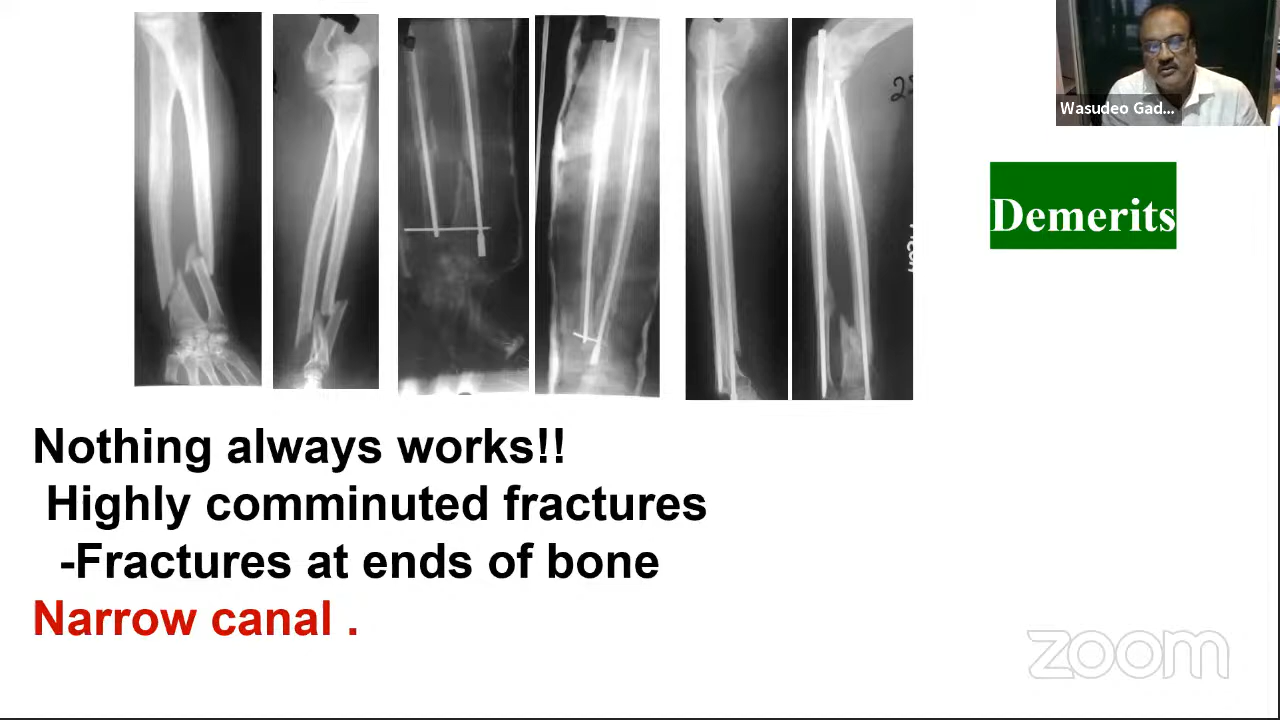 Wasudeo Gad...
Demerits
Nothing always works!!
Highly comminuted fractures
-Fractures at ends of bone
Narrow canal .
zoom